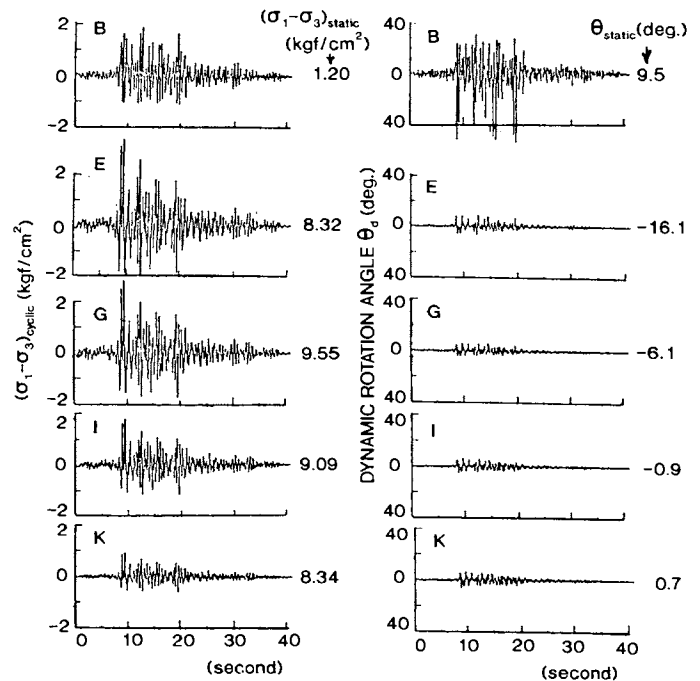 (σ₁−σ₃)static
(kgf/cm²)
(σ₁−σ₃)cyclic (kgf/cm²)
2
B
0
1.20
−2
2
E
0
8.32
−2
2
G
0
9.55
−2
2
I
0
9.09
−2
2
K
0
8.34
−2
0 10 20 30 40
(second)
θstatic(deg.)
DYNAMIC ROTATION ANGLE θd (deg.)
40
B
0
9.5
40
40
E
0
−16.1
40
40
G
0
−6.1
40
40
I
0
−0.9
40
40
K
0
0.7
40
0 10 20 30 40
(second)